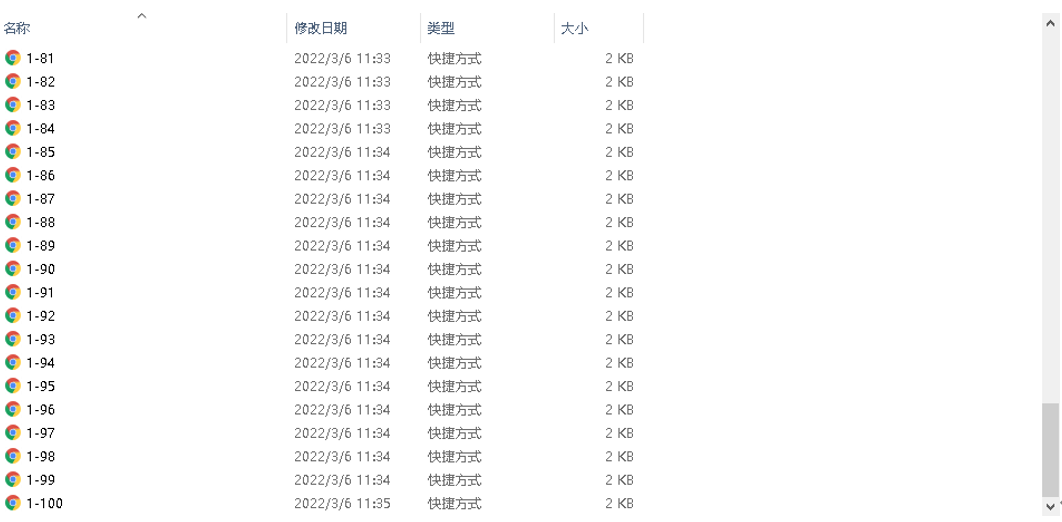 名称 修改日期 类型 大小
1-81 2022/3/6 11:33 快捷方式 2 KB
1-82 2022/3/6 11:33 快捷方式 2 KB
1-83 2022/3/6 11:33 快捷方式 2 KB
1-84 2022/3/6 11:33 快捷方式 2 KB
1-85 2022/3/6 11:34 快捷方式 2 KB
1-86 2022/3/6 11:34 快捷方式 2 KB
1-87 2022/3/6 11:34 快捷方式 2 KB
1-88 2022/3/6 11:34 快捷方式 2 KB
1-89 2022/3/6 11:34 快捷方式 2 KB
1-90 2022/3/6 11:34 快捷方式 2 KB
1-91 2022/3/6 11:34 快捷方式 2 KB
1-92 2022/3/6 11:34 快捷方式 2 KB
1-93 2022/3/6 11:34 快捷方式 2 KB
1-94 2022/3/6 11:34 快捷方式 2 KB
1-95 2022/3/6 11:34 快捷方式 2 KB
1-96 2022/3/6 11:34 快捷方式 2 KB
1-97 2022/3/6 11:34 快捷方式 2 KB
1-98 2022/3/6 11:34 快捷方式 2 KB
1-99 2022/3/6 11:34 快捷方式 2 KB
1-100 2022/3/6 11:35 快捷方式 2 KB